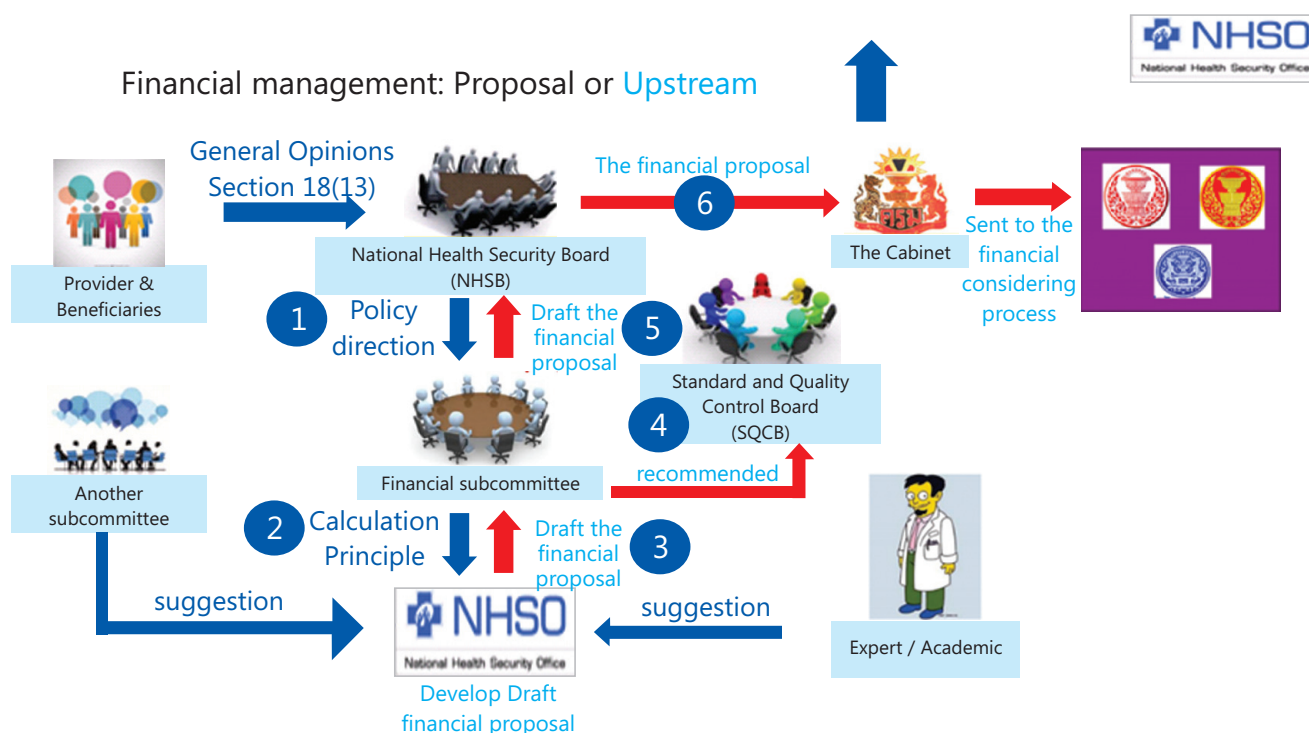 NHSO
National Health Security Office
Financial management: Proposal or Upstream
General Opinions
Section 18(13)
The financial proposal
6
Provider &
Beneficiaries
National Health Security Board
(NHSB)
The Cabinet
Sent to the
financial
considering
process
1
Policy
direction
Draft the
financial
proposal
5
Standard and Quality
Control Board
(SQCB)
4
recommended
Another
subcommittee
Financial subcommittee
2
Calculation
Principle
Draft the
financial
proposal
3
suggestion
NHSO
National Health Security Office
suggestion
Expert / Academic
Develop Draft
financial proposal